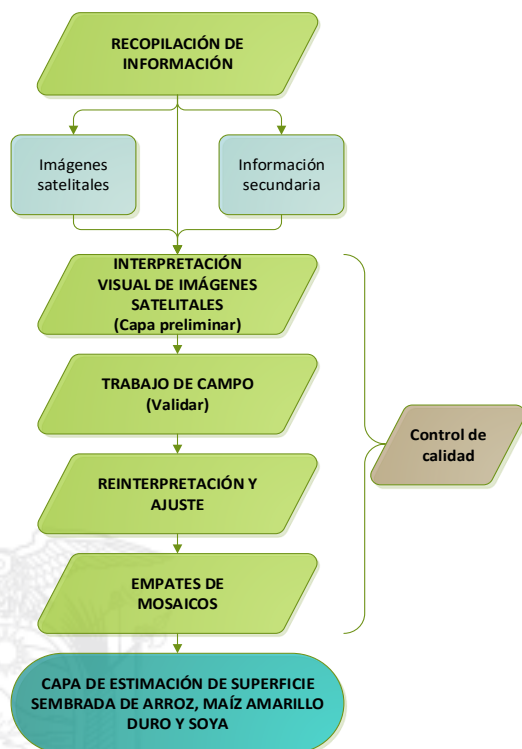 RECOPILACIÓN DE
INFORMACIÓN
Imágenes
satelitales
Información
secundaria
INTERPRETACIÓN
VISUAL DE IMÁGENES
SATELITALES
(Capa preliminar)
TRABAJO DE CAMPO
(Validar)
Control de
calidad
REINTERPRETACIÓN Y
AJUSTE
EMPATES DE
MOSAICOS
CAPA DE ESTIMACIÓN DE SUPERFICIE
SEMBRADA DE ARROZ, MAÍZ AMARILLO
DURO Y SOYA